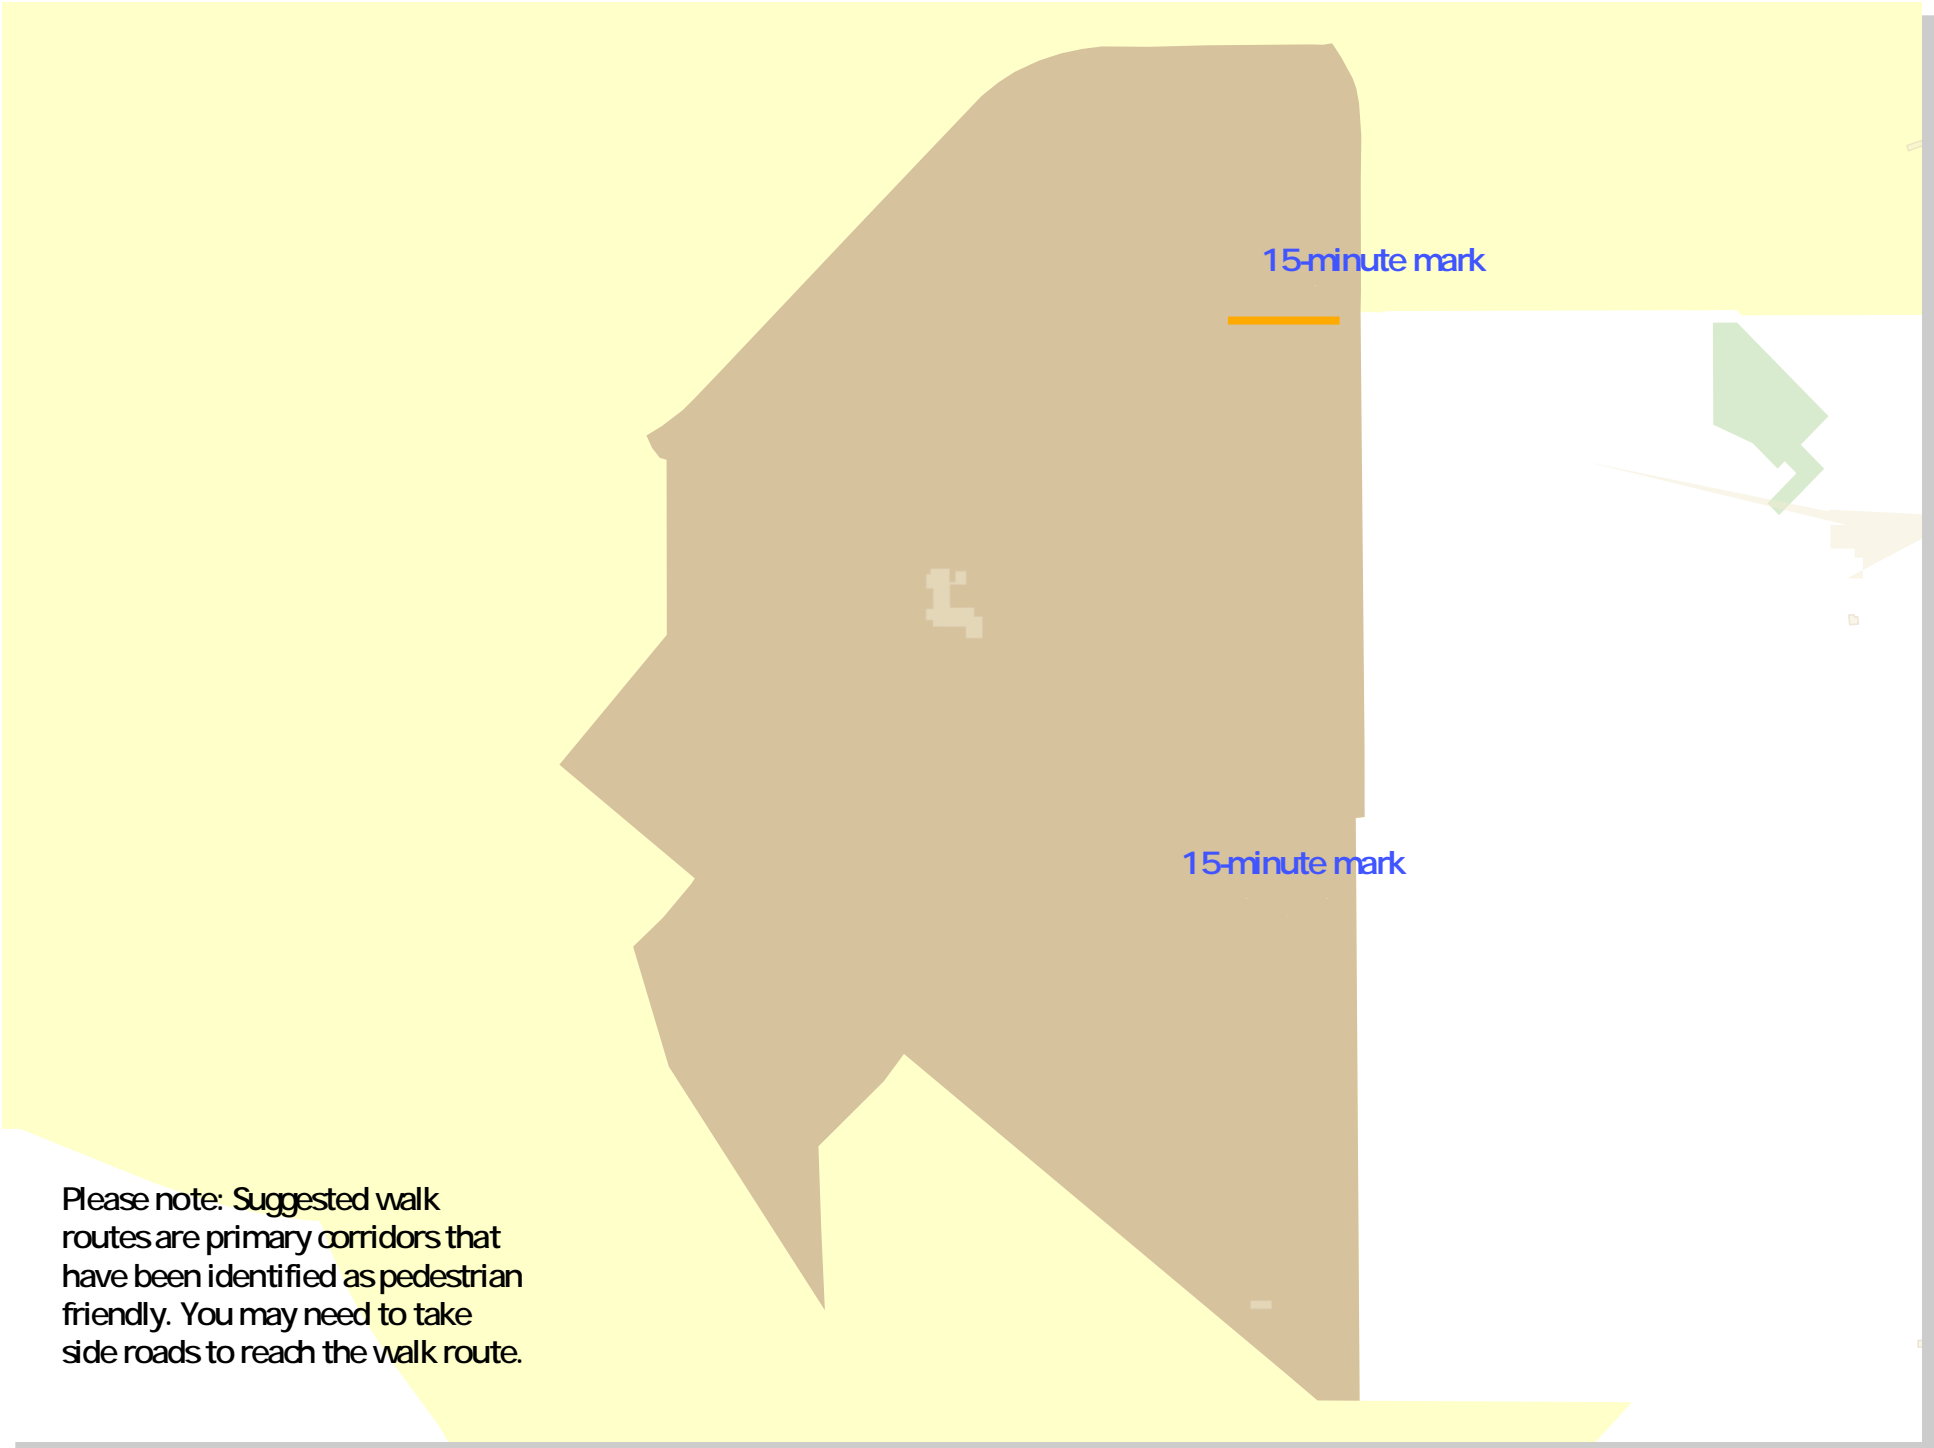 15-minute mark
15-minute mark
Please note: Suggested walk
routes are primary corridors that
have been identified as pedestrian
friendly. You may need to take
side roads to reach the walk route.